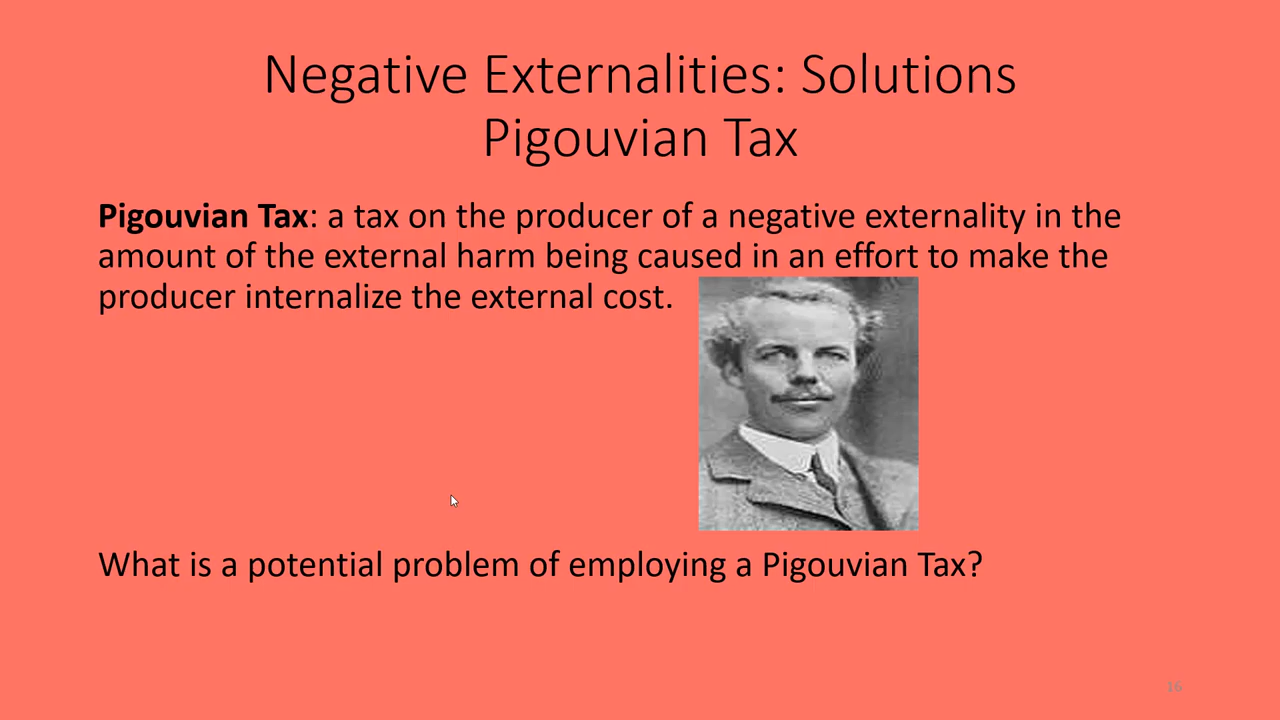 Negative Externalities: Solutions
Pigouvian Tax
Pigouvian Tax: a tax on the producer of a negative externality in the
amount of the external harm being caused in an effort to make the
producer internalize the external cost.
What is a potential problem of employing a Pigouvian Tax?
16